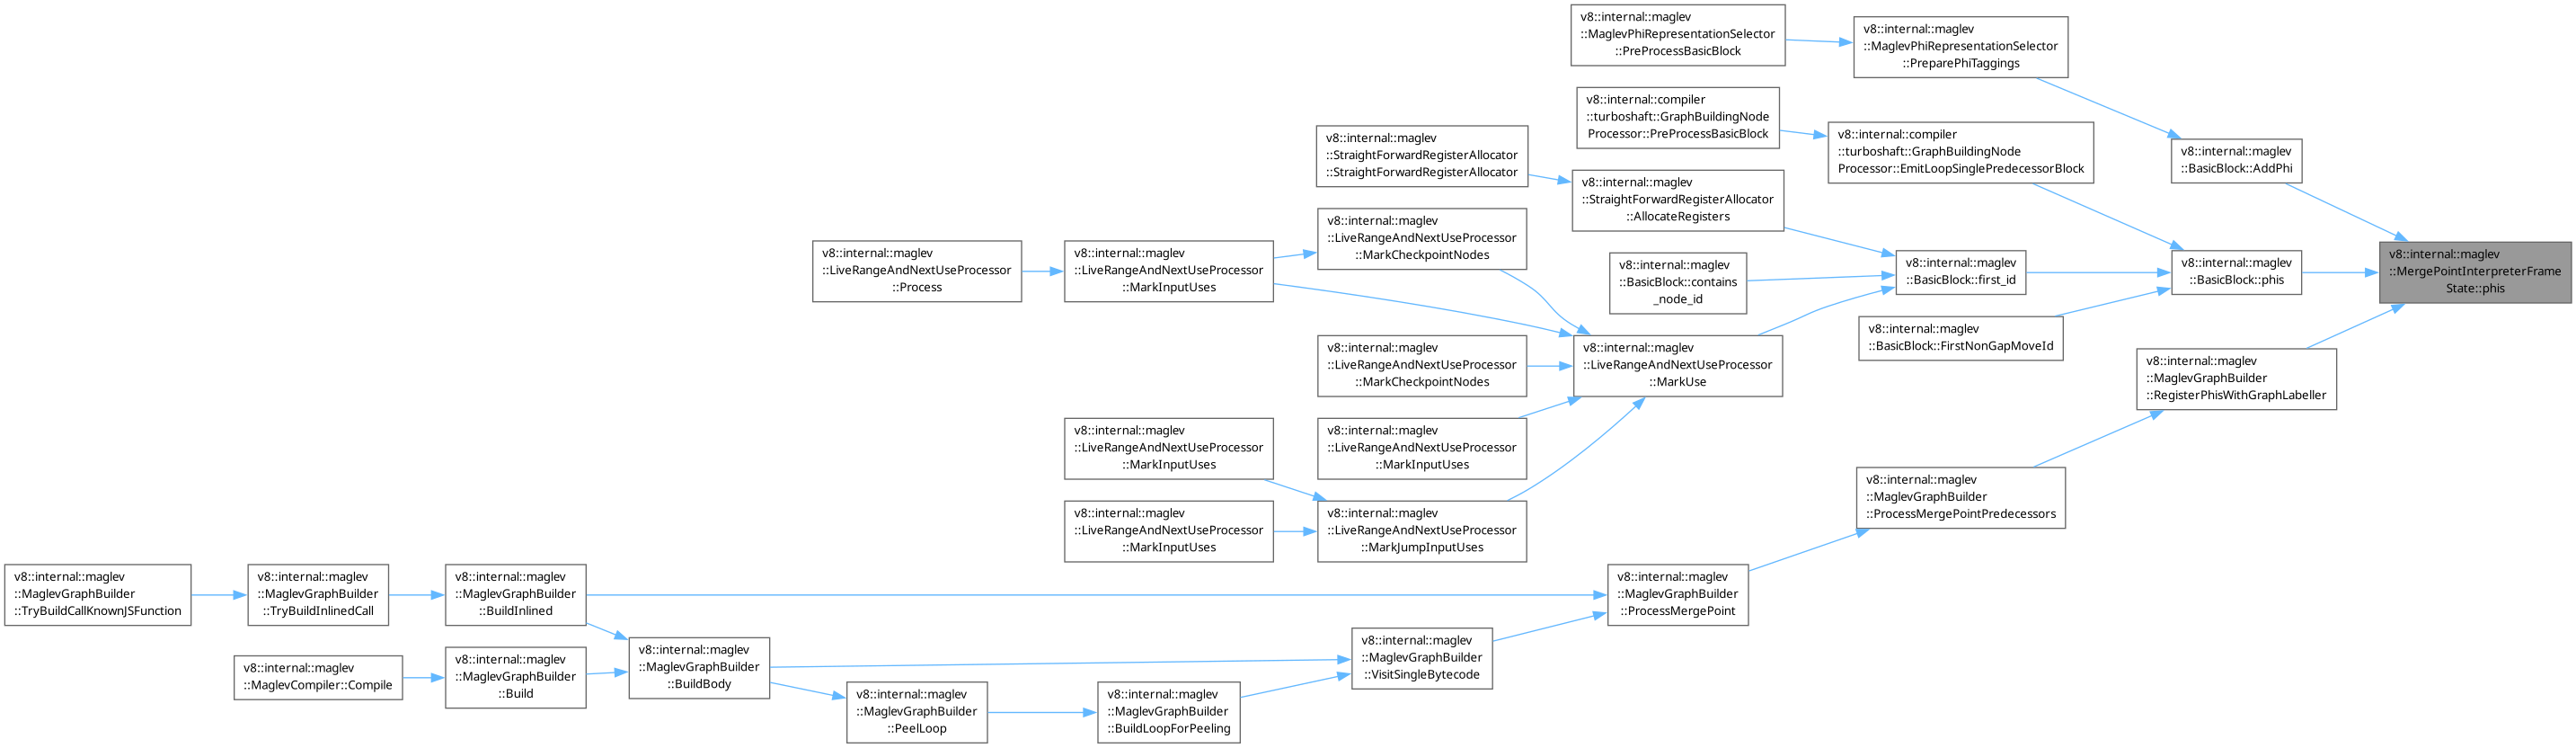 v8::internal::maglev
::MaglevPhiRepresentationSelector
::PreProcessBasicBlock
v8::internal::maglev
::MaglevPhiRepresentationSelector
::PreparePhiTaggings
v8::internal::compiler
::turboshaft::GraphBuildingNode
Processor::PreProcessBasicBlock
v8::internal::compiler
::turboshaft::GraphBuildingNode
Processor::EmitLoopSinglePredecessorBlock
v8::internal::maglev
::BasicBlock::AddPhi
v8::internal::maglev
::StraightForwardRegisterAllocator
::StraightForwardRegisterAllocator
v8::internal::maglev
::StraightForwardRegisterAllocator
::AllocateRegisters
v8::internal::maglev
::LiveRangeAndNextUseProcessor
::MarkCheckpointNodes
v8::internal::maglev
::LiveRangeAndNextUseProcessor
::Process
v8::internal::maglev
::LiveRangeAndNextUseProcessor
::MarkInputUses
v8::internal::maglev
::BasicBlock::contains
_node_id
v8::internal::maglev
::BasicBlock::first_id
v8::internal::maglev
::BasicBlock::phis
v8::internal::maglev
::MergePointInterpreterFrame
State::phis
v8::internal::maglev
::BasicBlock::FirstNonGapMoveId
v8::internal::maglev
::LiveRangeAndNextUseProcessor
::MarkCheckpointNodes
v8::internal::maglev
::LiveRangeAndNextUseProcessor
::MarkUse
v8::internal::maglev
::MaglevGraphBuilder
::RegisterPhisWithGraphLabeller
v8::internal::maglev
::LiveRangeAndNextUseProcessor
::MarkInputUses
v8::internal::maglev
::LiveRangeAndNextUseProcessor
::MarkInputUses
v8::internal::maglev
::MaglevGraphBuilder
::ProcessMergePointPredecessors
v8::internal::maglev
::LiveRangeAndNextUseProcessor
::MarkInputUses
v8::internal::maglev
::LiveRangeAndNextUseProcessor
::MarkJumpInputUses
v8::internal::maglev
::MaglevGraphBuilder
::TryBuildCallKnownJSFunction
v8::internal::maglev
::MaglevGraphBuilder
::TryBuildInlinedCall
v8::internal::maglev
::MaglevGraphBuilder
::BuildInlined
v8::internal::maglev
::MaglevGraphBuilder
::ProcessMergePoint
v8::internal::maglev
::MaglevCompiler::Compile
v8::internal::maglev
::MaglevGraphBuilder
::Build
v8::internal::maglev
::MaglevGraphBuilder
::BuildBody
v8::internal::maglev
::MaglevGraphBuilder
::VisitSingleBytecode
v8::internal::maglev
::MaglevGraphBuilder
::PeelLoop
v8::internal::maglev
::MaglevGraphBuilder
::BuildLoopForPeeling